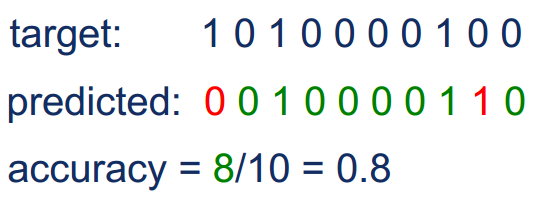 target: 1 0 1 0 0 0 0 1 0 0
predicted: 0 0 1 0 0 0 0 1 1 0
accuracy = 8/10 = 0.8